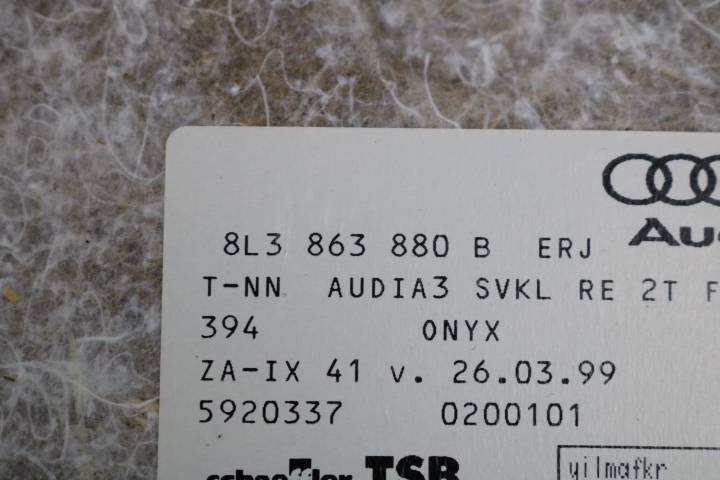 8L3 863 880 B ERJ
T-NN AUDIA3 SVKL RE 2T F
394 ONYX
ZA-IX 41 v. 26.03.99
5920337 0200101
TSB
yilmafkr